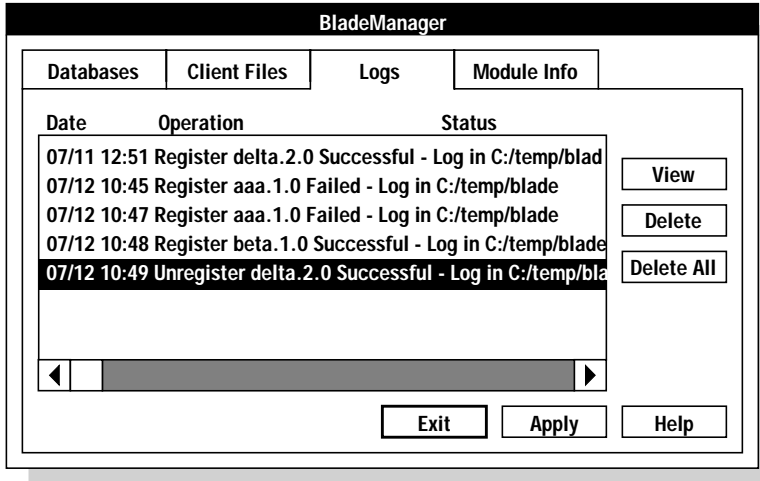 BladeManager
Databases Client Files Logs Module Info
Date Operation Status
07/11 12:51 Register delta.2.0 Successful - Log in C:/temp/blad
07/12 10:45 Register aaa.1.0 Failed - Log in C:/temp/blade
07/12 10:47 Register aaa.1.0 Failed - Log in C:/temp/blade
07/12 10:48 Register beta.1.0 Successful - Log in C:/temp/blade
07/12 10:49 Unregister delta.2.0 Successful - Log in C:/temp/bla
View
Delete
Delete All
Exit Apply Help